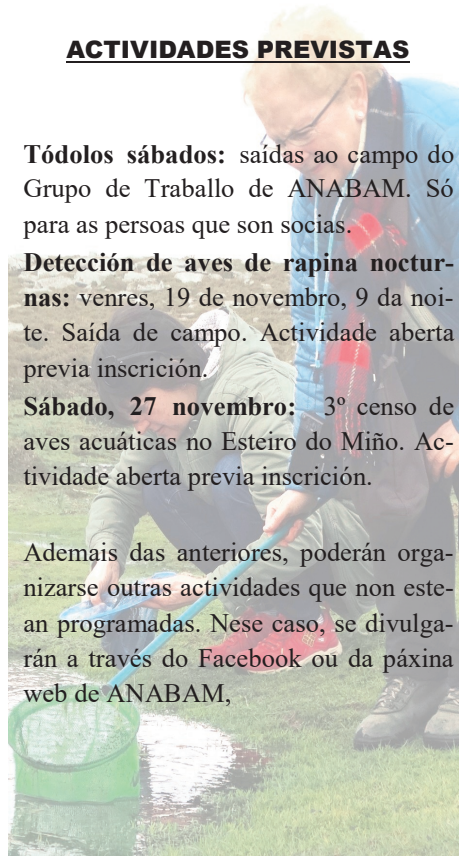 ACTIVIDADES PREVISTAS
Tódolos sábados: saídas ao campo do
Grupo de Traballo de ANABAM. Só
para as persoas que son socias.
Detección de aves de rapina noctur-
nas: venres, 19 de novembro, 9 da noi-
te. Saída de campo. Actividade aberta
previa inscrición.
Sábado, 27 novembro: 3º censo de
aves acuáticas no Esteiro do Miño. Ac-
tividade aberta previa inscrición.
Ademais das anteriores, poderán orga-
nizarse outras actividades que non este-
an programadas. Nese caso, se divulga-
rán a través do Facebook ou da páxina
web de ANABAM,